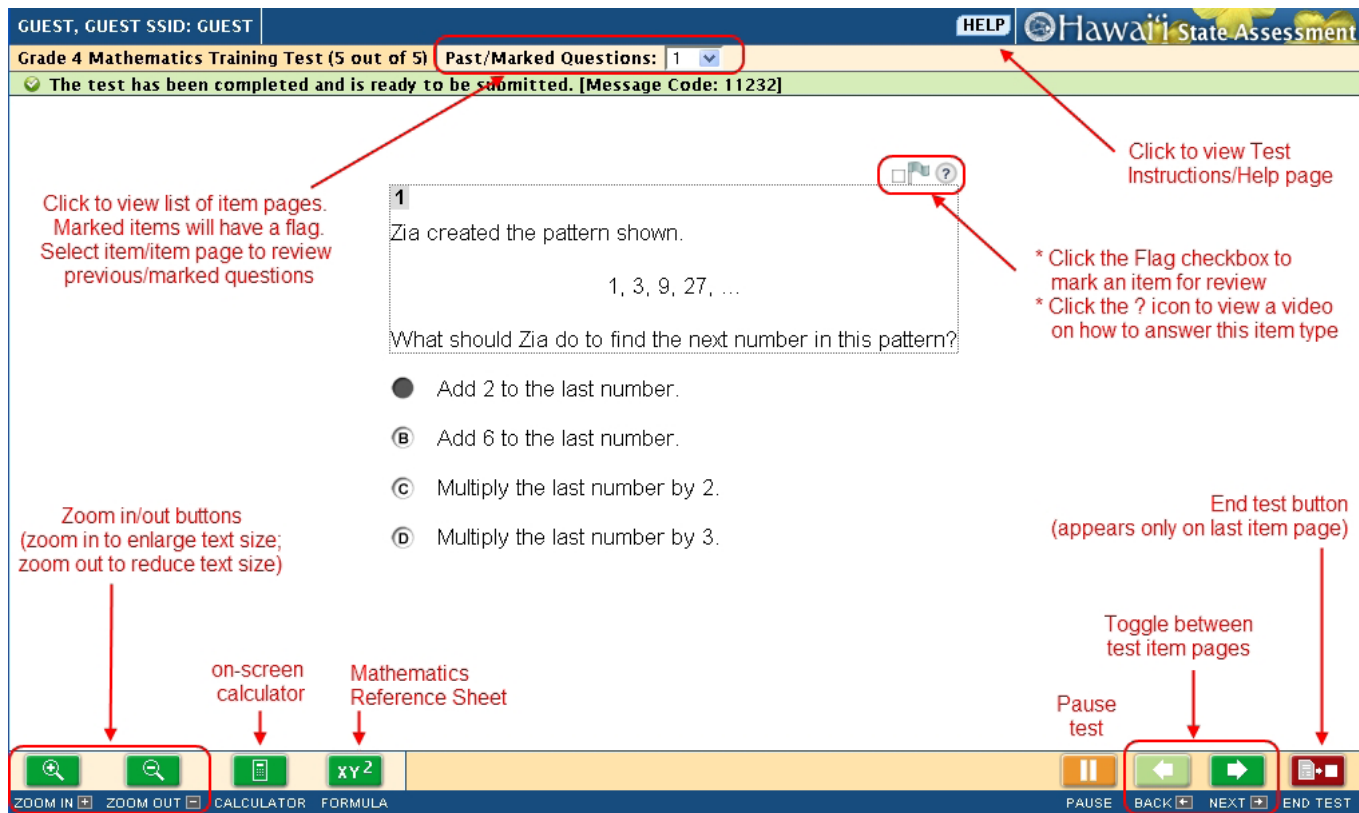 GUEST, GUEST SSID: GUEST
HELP
Hawai'i State Assessment
Grade 4 Mathematics Training Test (5 out of 5)
Past/Marked Questions: 1
The test has been completed and is ready to be submitted. [Message Code: 11232]
Click to view Test
Instructions/Help page
Click to view list of item pages.
Marked items will have a flag.
Select item/item page to review
previous/marked questions
?
1
Zia created the pattern shown.
1, 3, 9, 27, ...
What should Zia do to find the next number in this pattern?
* Click the Flag checkbox to
mark an item for review
* Click the ? icon to view a video
on how to answer this item type
Add 2 to the last number.
B Add 6 to the last number.
C Multiply the last number by 2.
D Multiply the last number by 3.
Zoom in/out buttons
(zoom in to enlarge text size;
zoom out to reduce text size)
End test button
(appears only on last item page)
Toggle between
test item pages
on-screen
calculator
Mathematics
Reference Sheet
Pause
test
XY²
ZOOM IN +
ZOOM OUT -
CALCULATOR
FORMULA
PAUSE
BACK ←
NEXT →
END TEST